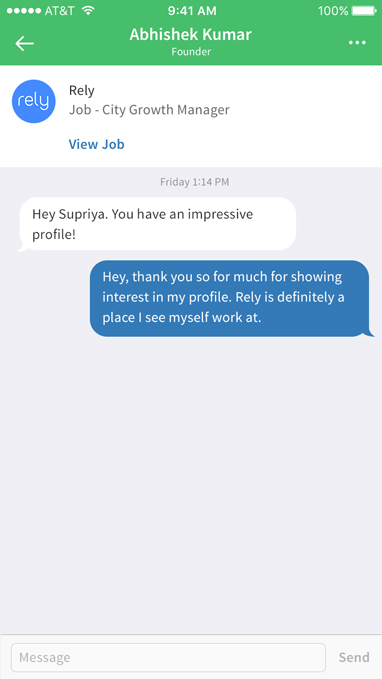 AT&T 9:41 AM 100%
Abhishek Kumar
Founder
rely
Rely
Job - City Growth Manager
View Job
Friday 1:14 PM
Hey Supriya. You have an impressive
profile!
Hey, thank you so for much for showing
interest in my profile. Rely is definitely a
place I see myself work at.
Message Send